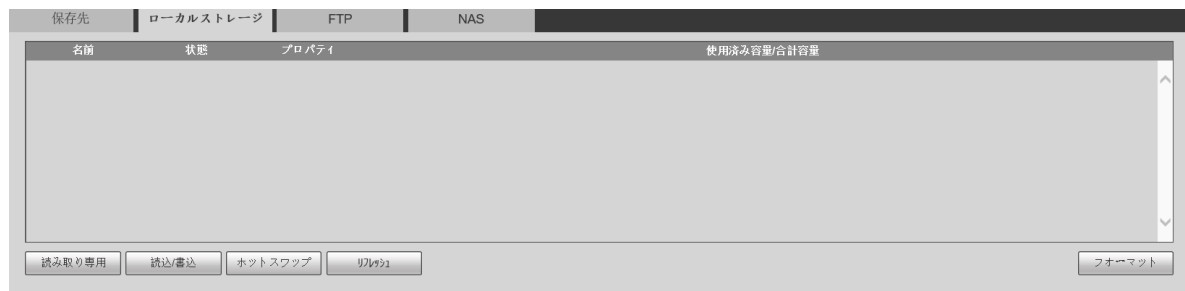 保存先 ローカルストレージ FTP NAS
名前 状態 プロパティ 使用済み容量/合計容量
読み取り専用 読込/書込 ホットスワップ ﾘﾌﾚｯｼｭ フォーマット